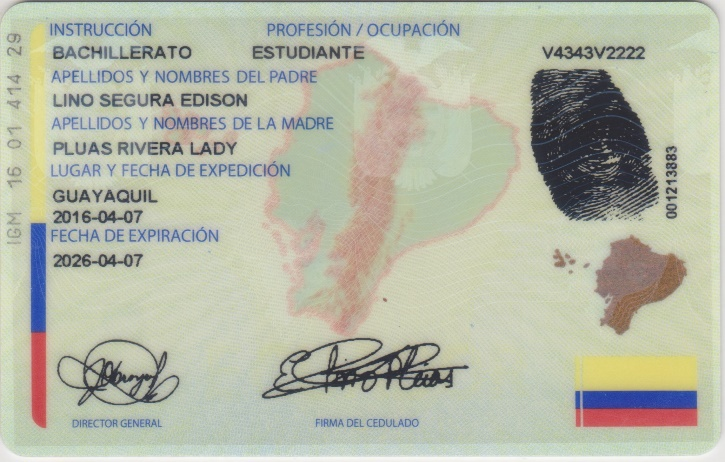 INSTRUCCIÓN PROFESIÓN / OCUPACIÓN
BACHILLERATO ESTUDIANTE V4343V2222
APELLIDOS Y NOMBRES DEL PADRE
LINO SEGURA EDISON
APELLIDOS Y NOMBRES DE LA MADRE
PLUAS RIVERA LADY
LUGAR Y FECHA DE EXPEDICIÓN
GUAYAQUIL
2016-04-07
FECHA DE EXPIRACIÓN
2026-04-07
DIRECTOR GENERAL FIRMA DEL CEDULADO
IGM 16 01 414 29
001213883